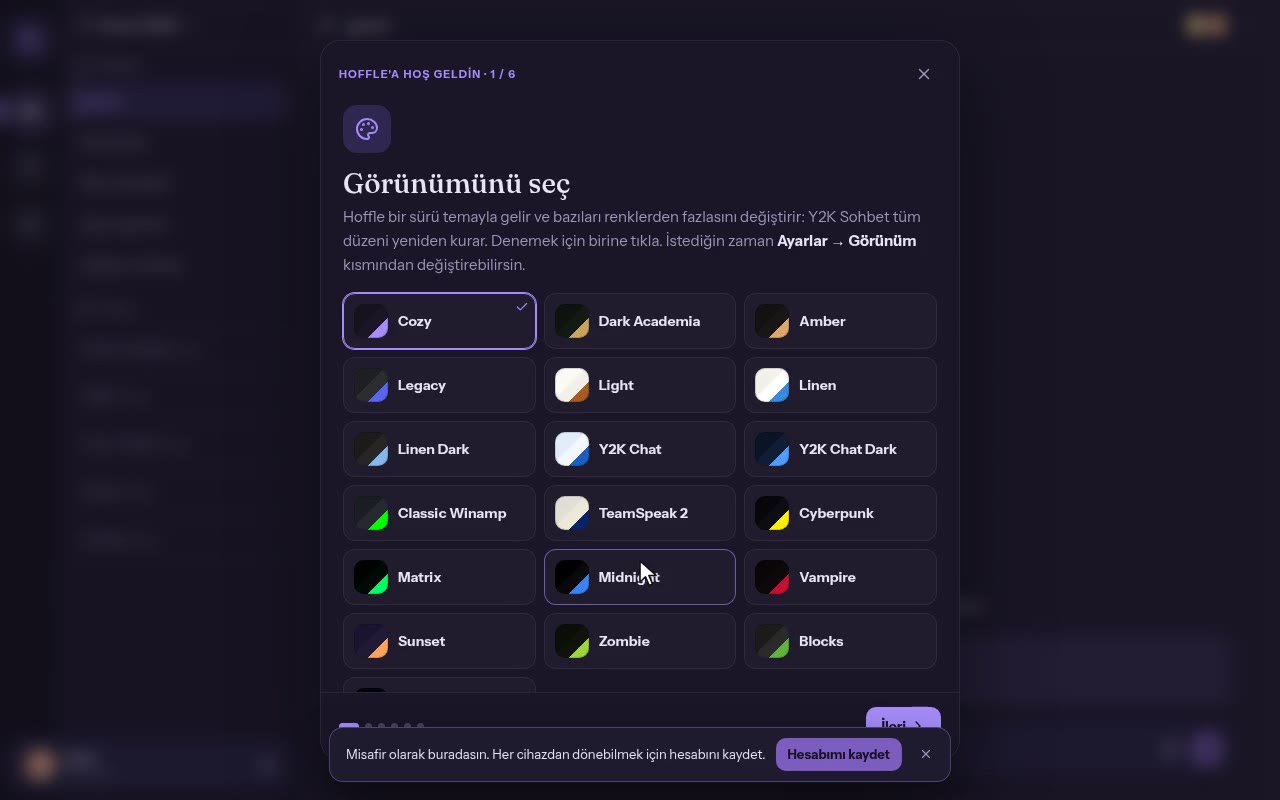 HOFFLE'A HOŞ GELDİN · 1 / 6
Görünümünü seç
Hoffle bir sürü temayla gelir ve bazıları renklerden fazlasını değiştirir: Y2K Sohbet tüm
düzeni yeniden kurar. Denemek için birine tıkla. İstediğin zaman Ayarlar → Görünüm
kısmından değiştirebilirsin.
Cozy
Dark Academia
Amber
Legacy
Light
Linen
Linen Dark
Y2K Chat
Y2K Chat Dark
Classic Winamp
TeamSpeak 2
Cyberpunk
Matrix
Midnight
Vampire
Sunset
Zombie
Blocks
İleri
Misafir olarak buradasın. Her cihazdan dönebilmek için hesabını kaydet.
Hesabımı kaydet